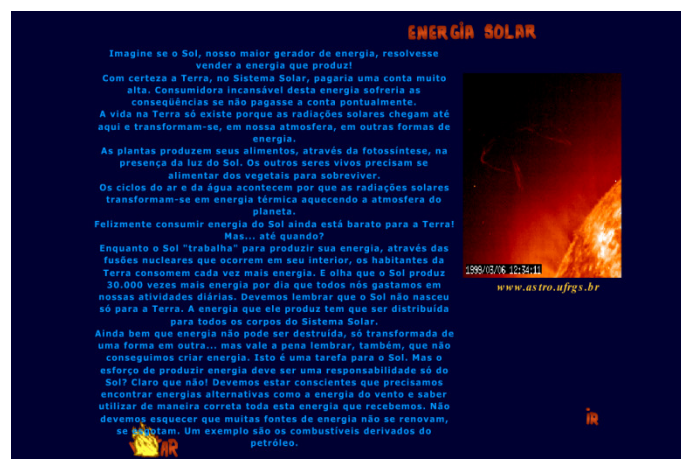 ENERGIA SOLAR
Imagine se o Sol, nosso maior gerador de energia, resolvesse
vender a energia que produz!
Com certeza a Terra, no Sistema Solar, pagaria uma conta muito
alta. Consumidora incansável desta energia sofreria as
conseqüências se não pagasse a conta pontualmente.
A vida na Terra só existe porque as radiações solares chegam até
aqui e transformam-se, em nossa atmosfera, em outras formas de
energia.
As plantas produzem seus alimentos, através da fotossíntese, na
presença da luz do Sol. Os outros seres vivos precisam se
alimentar dos vegetais para sobreviver.
Os ciclos do ar e da água acontecem por que as radiações solares
transformam-se em energia térmica aquecendo a atmosfera do
planeta.
Felizmente consumir energia do Sol ainda está barato para a Terra!
Mas... até quando?
Enquanto o Sol "trabalha" para produzir sua energia, através das
fusões nucleares que ocorrem em seu interior, os habitantes da
Terra consomem cada vez mais energia. E olha que o Sol produz
30.000 vezes mais energia por dia que todos nós gastamos em
nossas atividades diárias. Devemos lembrar que o Sol não nasceu
só para a Terra. A energia que ele produz tem que ser distribuída
para todos os corpos do Sistema Solar.
Ainda bem que energia não pode ser destruída, só transformada de
uma forma em outra... mas vale a pena lembrar, também, que não
conseguimos criar energia. Isto é uma tarefa para o Sol. Mas o
esforço de produzir energia deve ser uma responsabilidade só do
Sol? Claro que não! Devemos estar conscientes que precisamos
encontrar energias alternativas como a energia do vento e saber
utilizar de maneira correta toda esta energia que recebemos. Não
devemos esquecer que muitas fontes de energia não se renovam,
se esgotam. Um exemplo são os combustíveis derivados do
petróleo.
1999/03/06 12:34:11
www.astro.ufrgs.br
IR